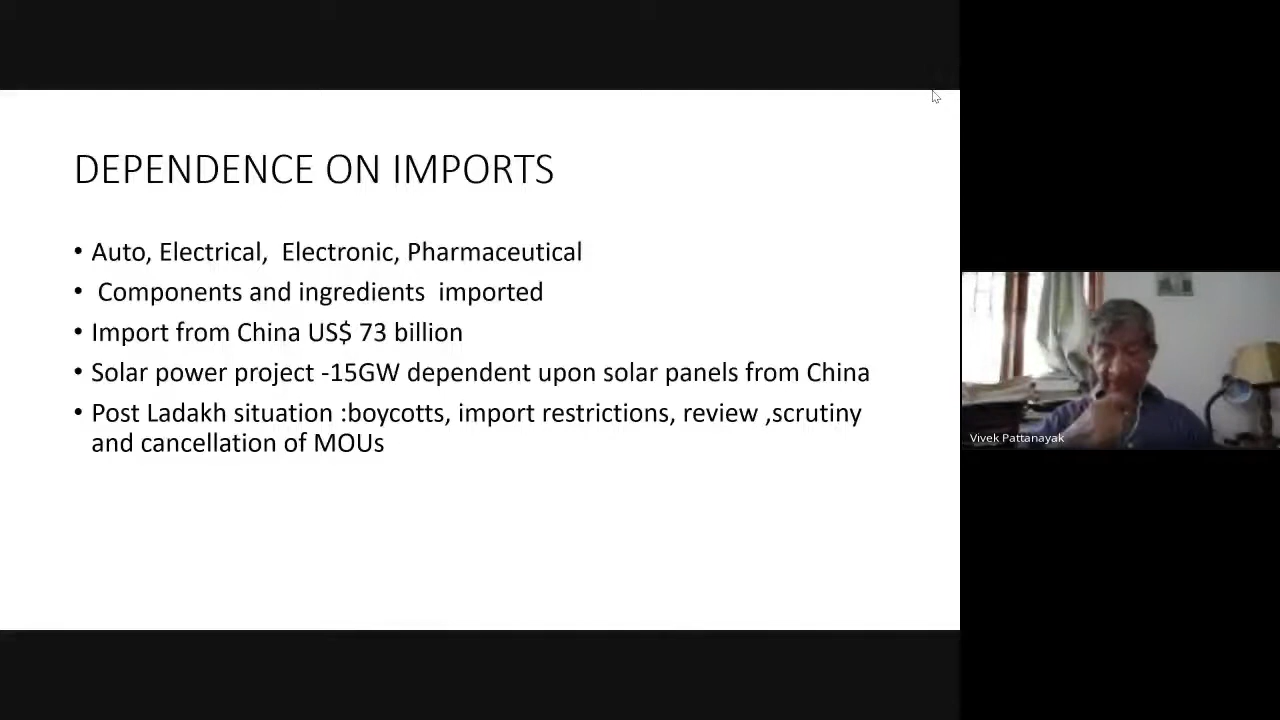 DEPENDENCE ON IMPORTS
• Auto, Electrical,  Electronic, Pharmaceutical
•  Components and ingredients  imported
• Import from China US$ 73 billion
• Solar power project -15GW dependent upon solar panels from China
• Post Ladakh situation :boycotts, import restrictions, review ,scrutiny
and cancellation of MOUs
Vivek Pattanayak